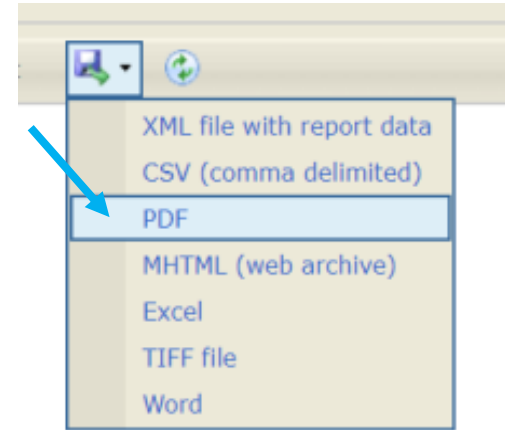 XML file with report data
CSV (comma delimited)
PDF
MHTML (web archive)
Excel
TIFF file
Word